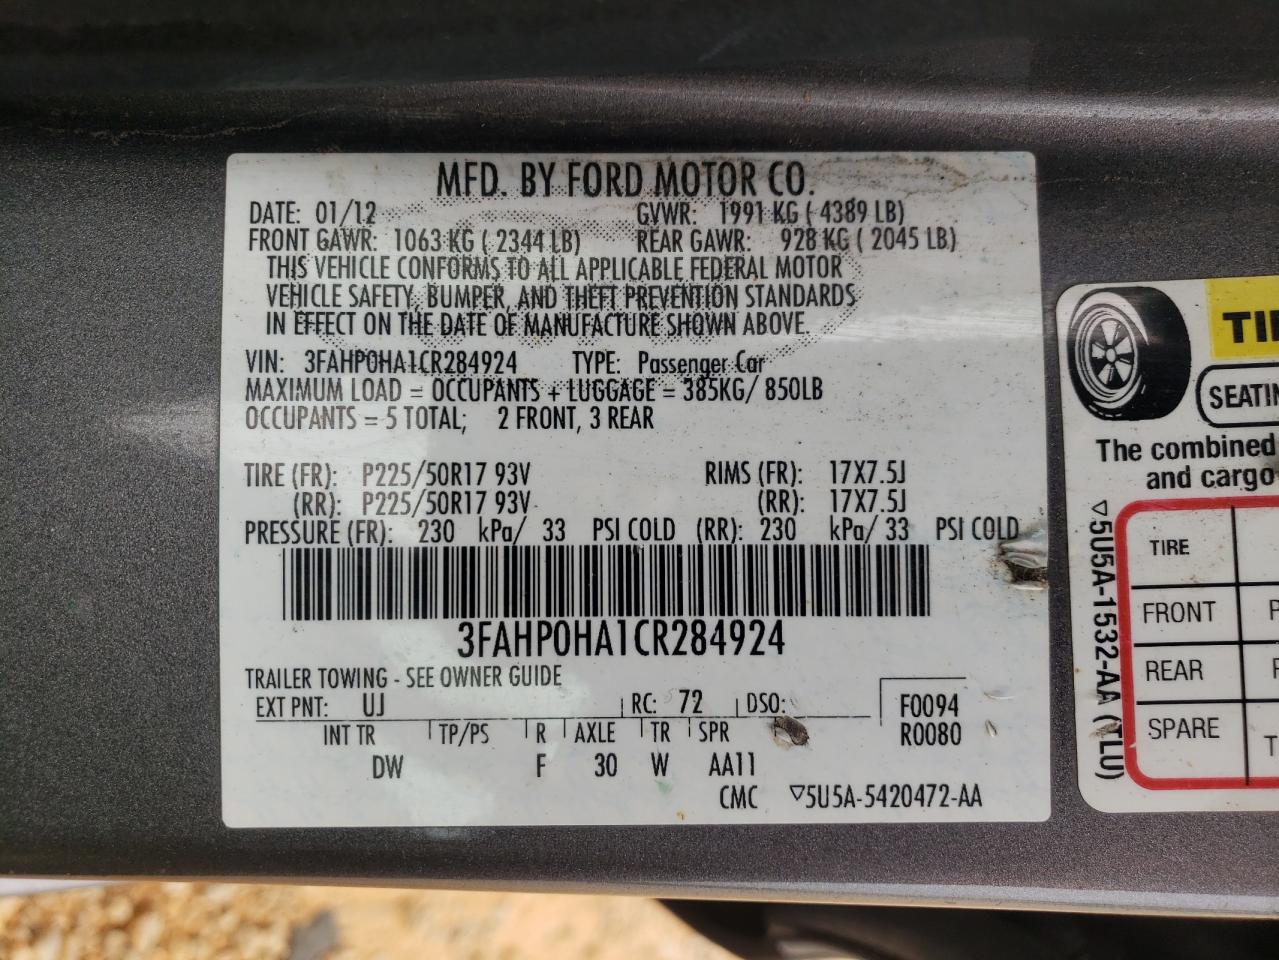 MFD. BY FORD MOTOR CO.
DATE: 01/12 GVWR: 1991 KG ( 4389 LB)
FRONT GAWR: 1063 KG ( 2344 LB) REAR GAWR: 928 KG ( 2045 LB)
THIS VEHICLE CONFORMS TO ALL APPLICABLE FEDERAL MOTOR
VEHICLE SAFETY, BUMPER, AND THEFT PREVENTION STANDARDS
IN EFFECT ON THE DATE OF MANUFACTURE SHOWN ABOVE.
VIN: 3FAHP0HA1CR284924 TYPE: Passenger Car
MAXIMUM LOAD = OCCUPANTS + LUGGAGE = 385KG/ 850LB
OCCUPANTS = 5 TOTAL; 2 FRONT, 3 REAR
TIRE (FR): P225/50R17 93V RIMS (FR): 17X7.5J
(RR): P225/50R17 93V (RR): 17X7.5J
PRESSURE (FR): 230 kPa/ 33 PSI COLD (RR): 230 kPa/ 33 PSI COLD
3FAHP0HA1CR284924
TRAILER TOWING - SEE OWNER GUIDE
EXT PNT: UJ RC: 72 DSO: F0094
INT TR TP/PS R AXLE TR SPR R0080
DW F 30 W AA11
CMC ▽5U5A-5420472-AA
SEATIN
The combined
and cargo
TIRE
FRONT P
REAR
SPARE T
▽5U5A-1532-AA (TLU)